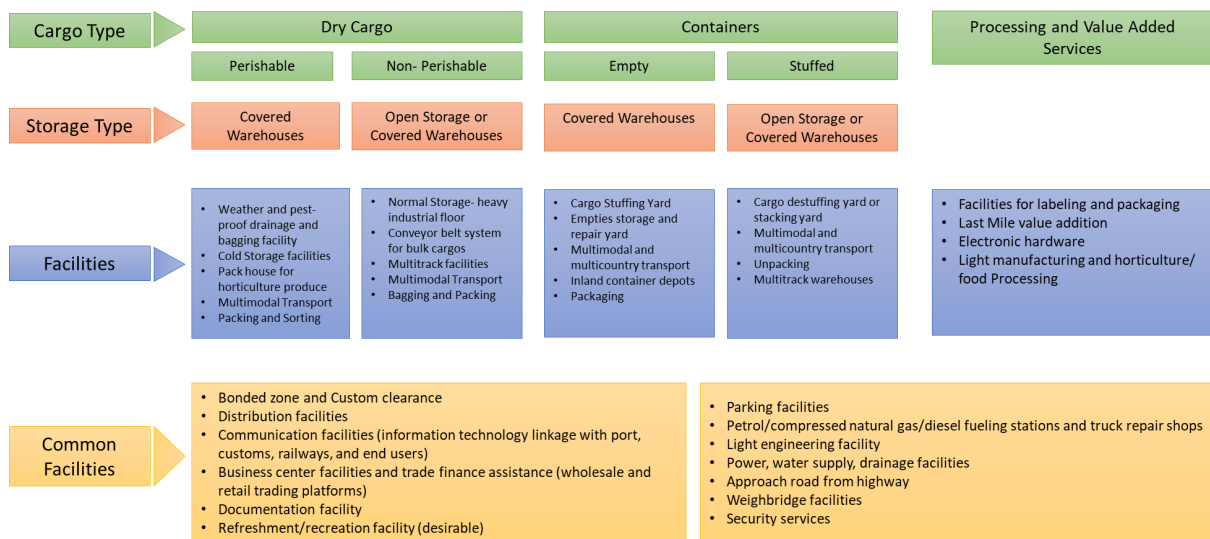 Cargo Type
Dry Cargo
Containers
Processing and Value Added
Services
Perishable
Non- Perishable
Empty
Stuffed
Storage Type
Covered
Warehouses
Open Storage or
Covered Warehouses
Covered Warehouses
Open Storage or
Covered Warehouses
Facilities
• Weather and pest-
proof drainage and
bagging facility
• Cold Storage facilities
• Pack house for
horticulture produce
• Multimodal Transport
• Packing and Sorting
• Normal Storage- heavy
industrial floor
• Conveyor belt system
for bulk cargos
• Multitrack facilities
• Multimodal Transport
• Bagging and Packing
• Cargo Stuffing Yard
• Empties storage and
repair yard
• Multimodal and
multicountry transport
• Inland container depots
• Packaging
• Cargo destuffing yard or
stacking yard
• Multimodal and
multicountry transport
• Unpacking
• Multitrack warehouses
• Facilities for labeling and packaging
• Last Mile value addition
• Electronic hardware
• Light manufacturing and horticulture/
food Processing
Common
Facilities
• Bonded zone and Custom clearance
• Distribution facilities
• Communication facilities (information technology linkage with port,
customs, railways, and end users)
• Business center facilities and trade finance assistance (wholesale and
retail trading platforms)
• Documentation facility
• Refreshment/recreation facility (desirable)
• Parking facilities
• Petrol/compressed natural gas/diesel fueling stations and truck repair shops
• Light engineering facility
• Power, water supply, drainage facilities
• Approach road from highway
• Weighbridge facilities
• Security services